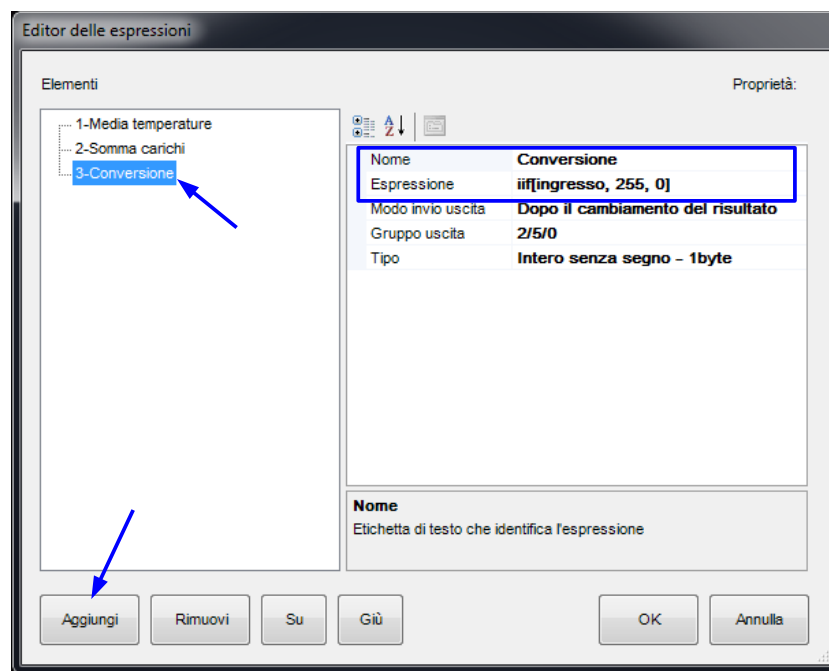 Editor delle espressioni
Elementi
Proprietà:
1-Media temperature
2-Somma carichi
3-Conversione
Nome Conversione
Espressione iif[ingresso, 255, 0]
Modo invio uscita Dopo il cambiamento del risultato
Gruppo uscita 2/5/0
Tipo Intero senza segno - 1byte
Nome
Etichetta di testo che identifica l'espressione
Aggiungi Rimuovi Su Giù OK Annulla